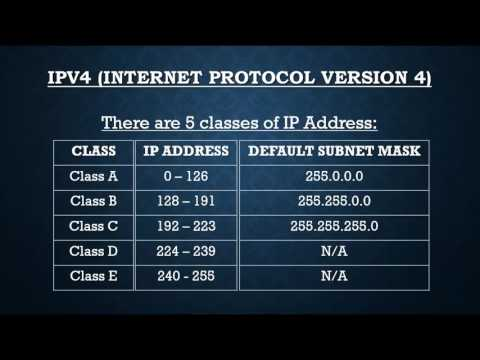 IPV4 (INTERNET PROTOCOL VERSION 4)
There are 5 classes of IP Address:
CLASS IP ADDRESS DEFAULT SUBNET MASK
Class A 0 – 126 255.0.0.0
Class B 128 – 191 255.255.0.0
Class C 192 – 223 255.255.255.0
Class D 224 – 239 N/A
Class E 240 - 255 N/A